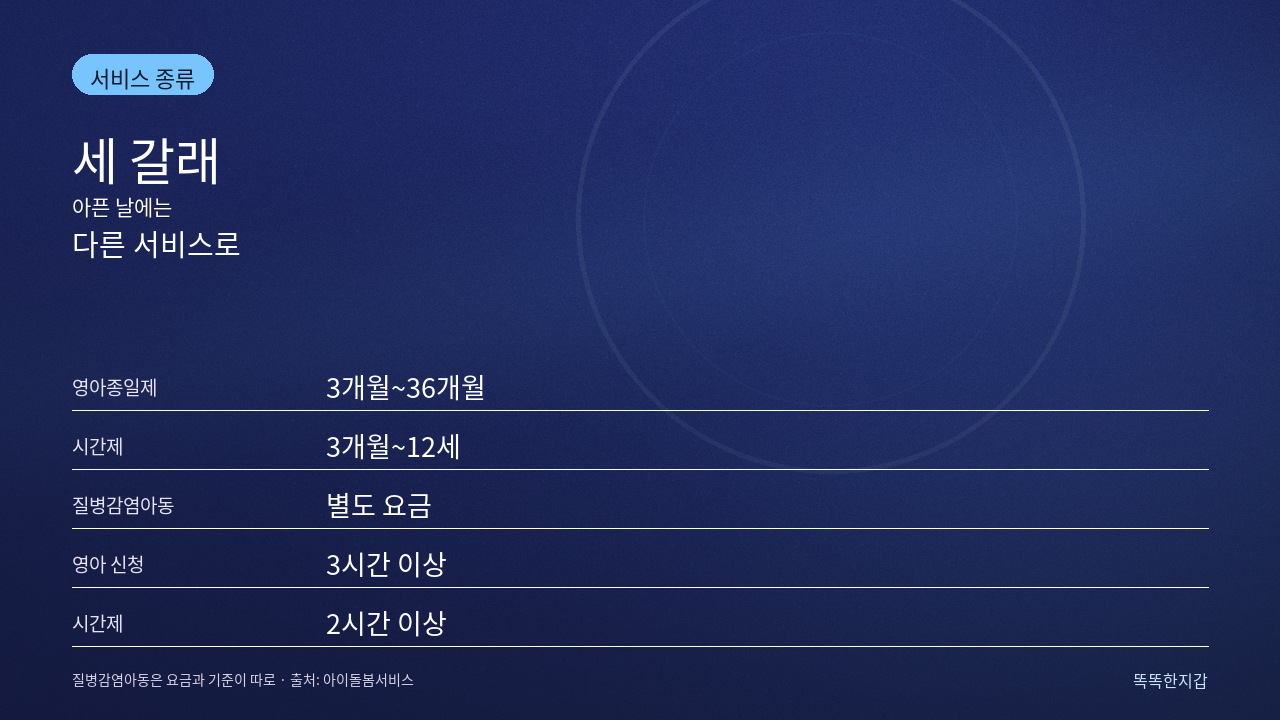 서비스 종류
세 갈래
아픈 날에는
다른 서비스로
영아종일제 3개월~36개월
시간제 3개월~12세
질병감염아동 별도 요금
영아 신청 3시간 이상
시간제 2시간 이상
질병감염아동은 요금과 기준이 따로 · 출처: 아이돌봄서비스
똑똑한지갑